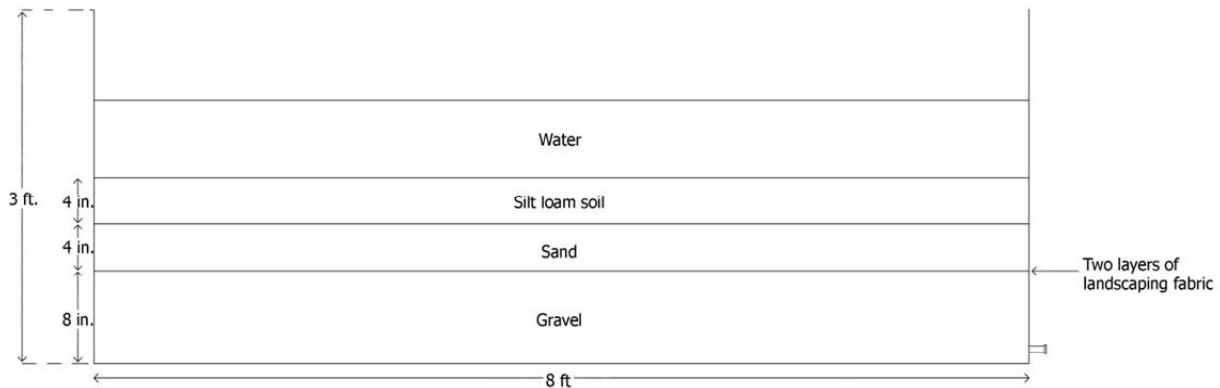 Water
3 ft.
4 in.
Silt loam soil
4 in.
Sand
Two layers of
landscaping fabric
8 in.
Gravel
8 ft